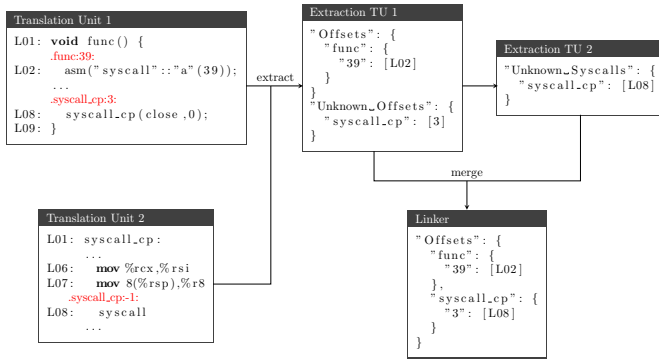 Translation Unit 1
L01: void func() {
.func:39:
L02: asm("syscall"::"a"(39));
...
.syscall_cp:3:
L08: syscall_cp(close,0);
L09: }
extract
Extraction TU 1
"Offsets": {
"func": {
"39": [L02]
}
}
"Unknown_Offsets": {
"syscall_cp": [3]
}
Extraction TU 2
"Unknown_Syscalls": {
"syscall_cp": [L08]
}
merge
Translation Unit 2
L01: syscall_cp:
...
L06: mov %rcx,%rsi
L07: mov 8(%rsp),%r8
.syscall_cp:-1:
L08: syscall
...
Linker
"Offsets": {
"func": {
"39": [L02]
},
"syscall_cp": {
"3": [L08]
}
}